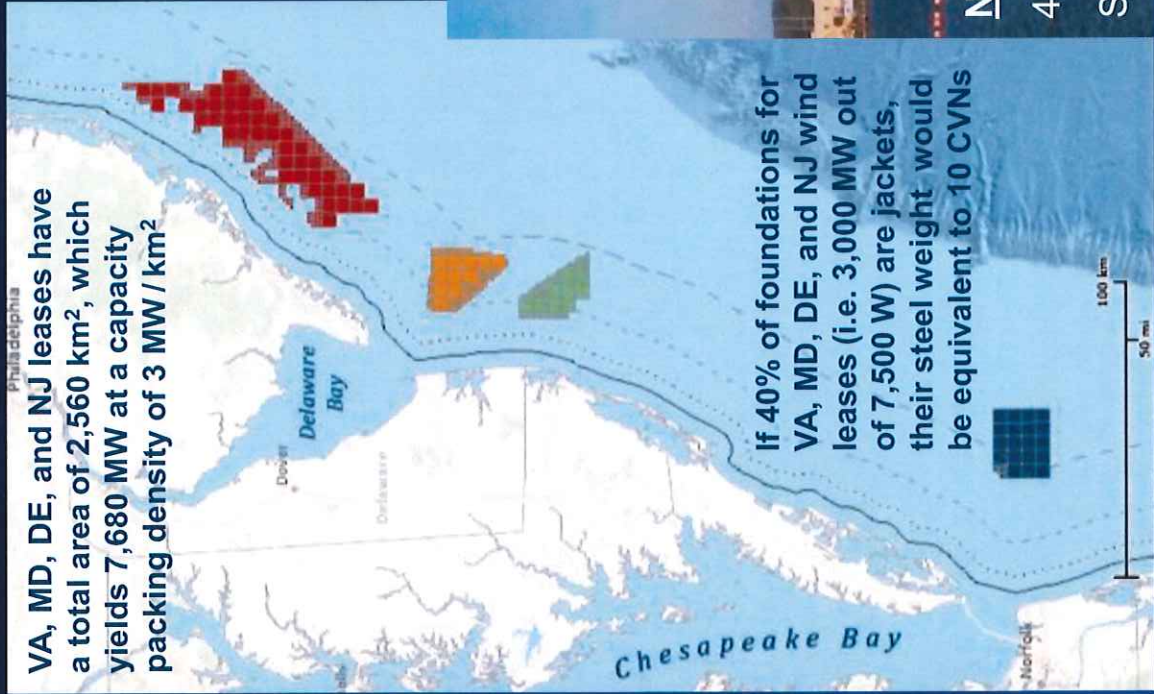 Philadelphia
VA, MD, DE, and NJ leases have
a total area of 2,560 km², which
yields 7,680 MW at a capacity
packing density of 3 MW / km²
Delaware
Bay
Dover
Delaware
If 40% of foundations for
VA, MD, DE, and NJ wind
leases (i.e. 3,000 MW out
of 7,500 W) are jackets,
their steel weight would
be equivalent to 10 CVNs
Chesapeake Bay
Norfolk
100 km
50 mi
N
4
S